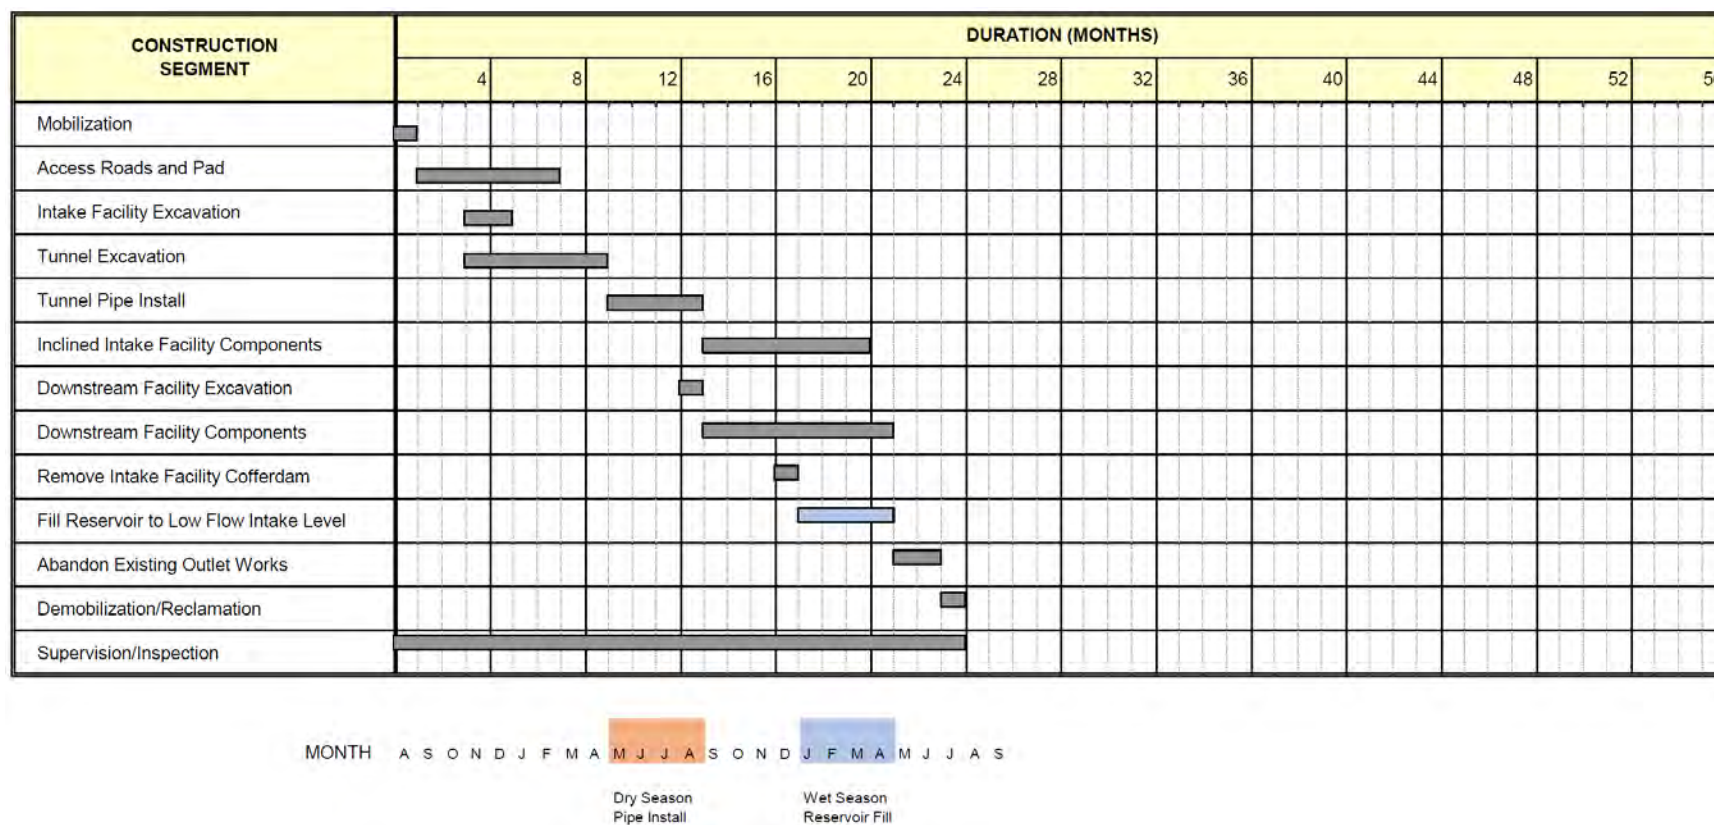 CONSTRUCTION
SEGMENT
DURATION (MONTHS)
4 8 12 16 20 24 28 32 36 40 44 48 52
Mobilization
Access Roads and Pad
Intake Facility Excavation
Tunnel Excavation
Tunnel Pipe Install
Inclined Intake Facility Components
Downstream Facility Excavation
Downstream Facility Components
Remove Intake Facility Cofferdam
Fill Reservoir to Low Flow Intake Level
Abandon Existing Outlet Works
Demobilization/Reclamation
Supervision/Inspection
MONTH A S O N D J F M A M J J A S O N D J F M A M J J A S
Dry Season
Pipe Install
Wet Season
Reservoir Fill